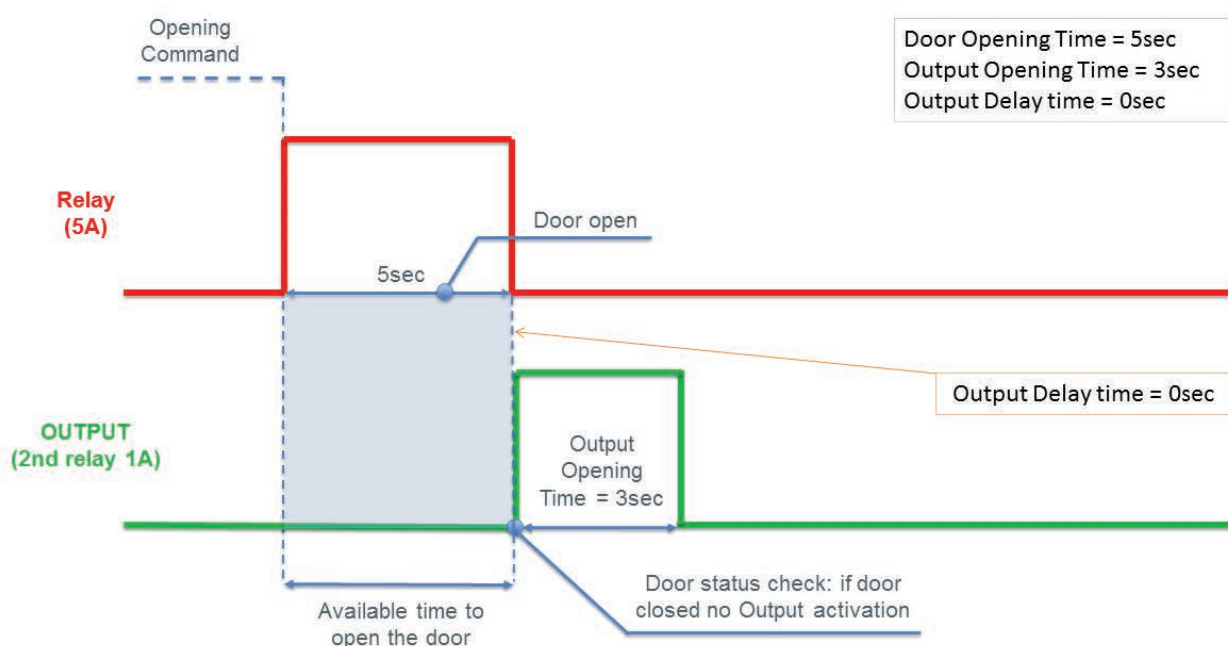 Opening
Command
Door Opening Time = 5sec
Output Opening Time = 3sec
Output Delay time = 0sec
Relay
(5A)
Door open
5sec
Output Delay time = 0sec
OUTPUT
(2nd relay 1A)
Output
Opening
Time = 3sec
Available time to
open the door
Door status check: if door
closed no Output activation